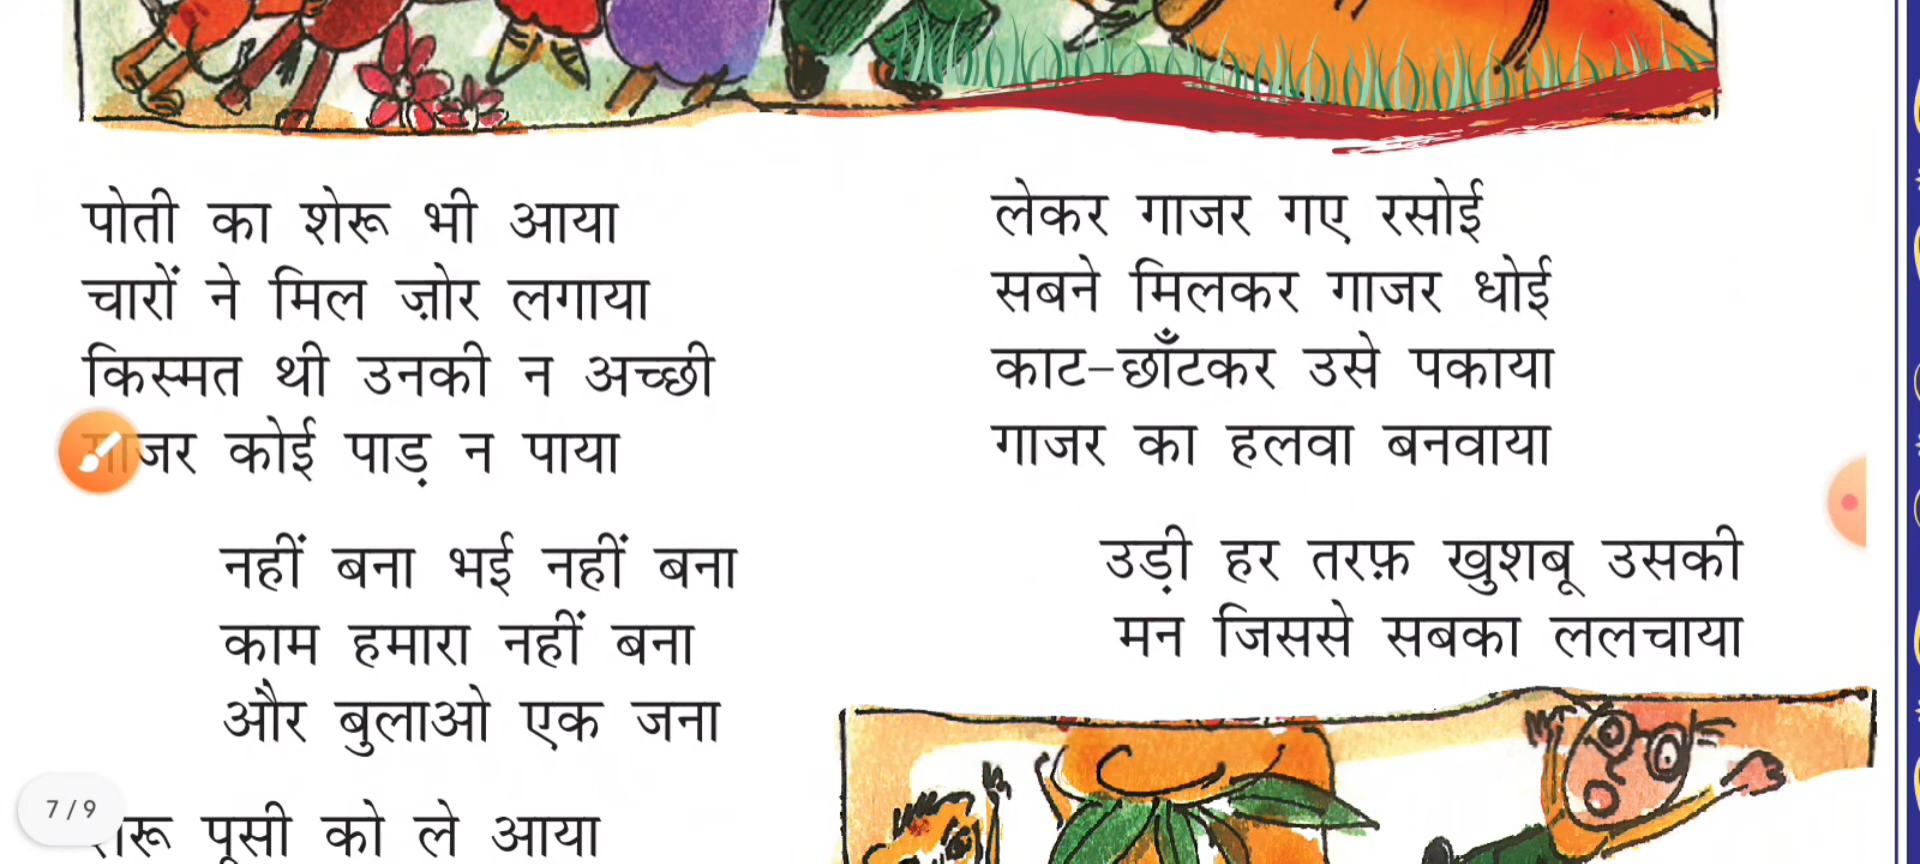 पोती का शेरू भी आया
चारों ने मिल ज़ोर लगाया
किस्मत थी उनकी न अच्छी
गाजर कोई पाड़ न पाया
नहीं बना भई नहीं बना
काम हमारा नहीं बना
और बुलाओ एक जना
शेरू पूसी को ले आया
लेकर गाजर गए रसोई
सबने मिलकर गाजर धोई
काट-छाँटकर उसे पकाया
गाजर का हलवा बनवाया
उड़ी हर तरफ़ खुशबू उसकी
मन जिससे सबका ललचाया
7 / 9